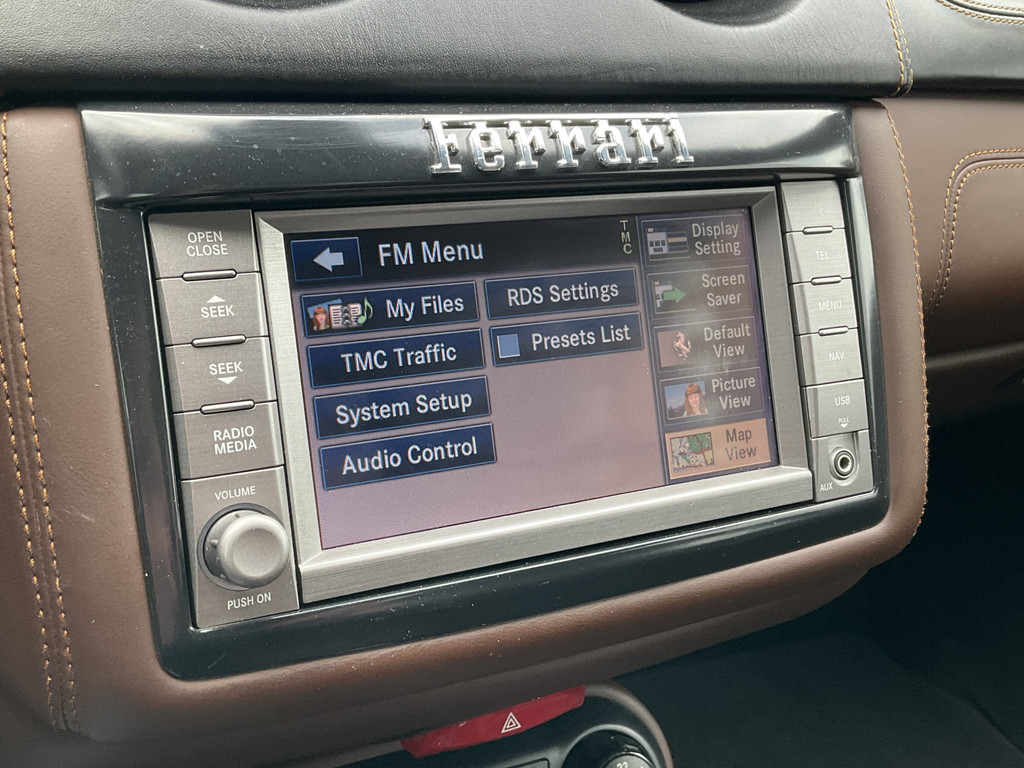 Ferrari
OPEN
CLOSE
SEEK
SEEK
RADIO
MEDIA
VOLUME
PUSH ON
FM Menu
TMC
My Files
RDS Settings
TMC Traffic
Presets List
System Setup
Audio Control
Display
Setting
Screen
Saver
Default
View
Picture
View
Map
View
TEL
MENU
NAV
USB
PULL
AUX